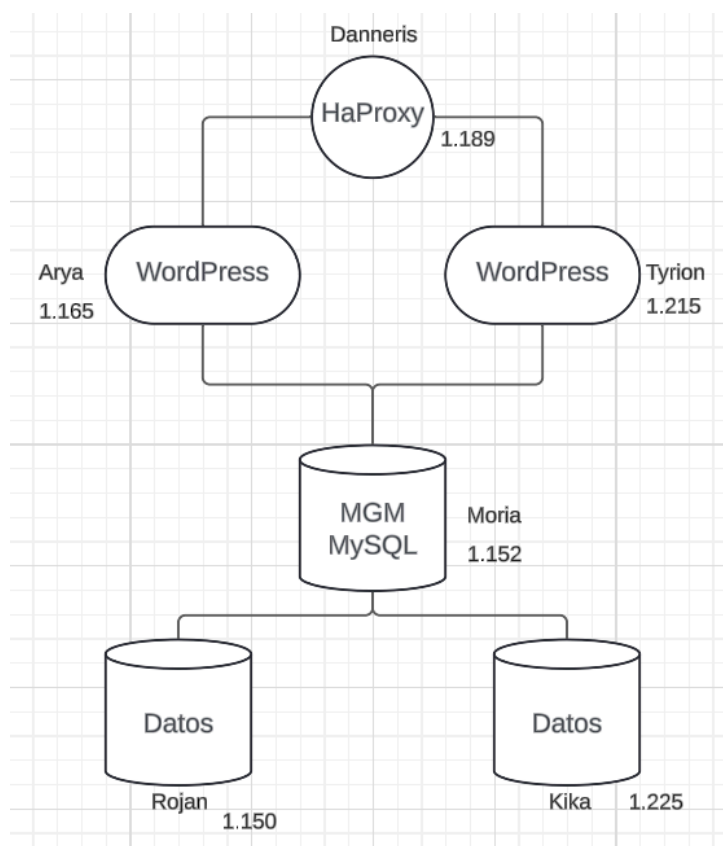 Danneris
HaProxy
1.189
Arya
WordPress
WordPress
Tyrion
1.165
1.215
MGM
MySQL
Moria
1.152
Datos
Datos
Rojan
1.150
Kika
1.225